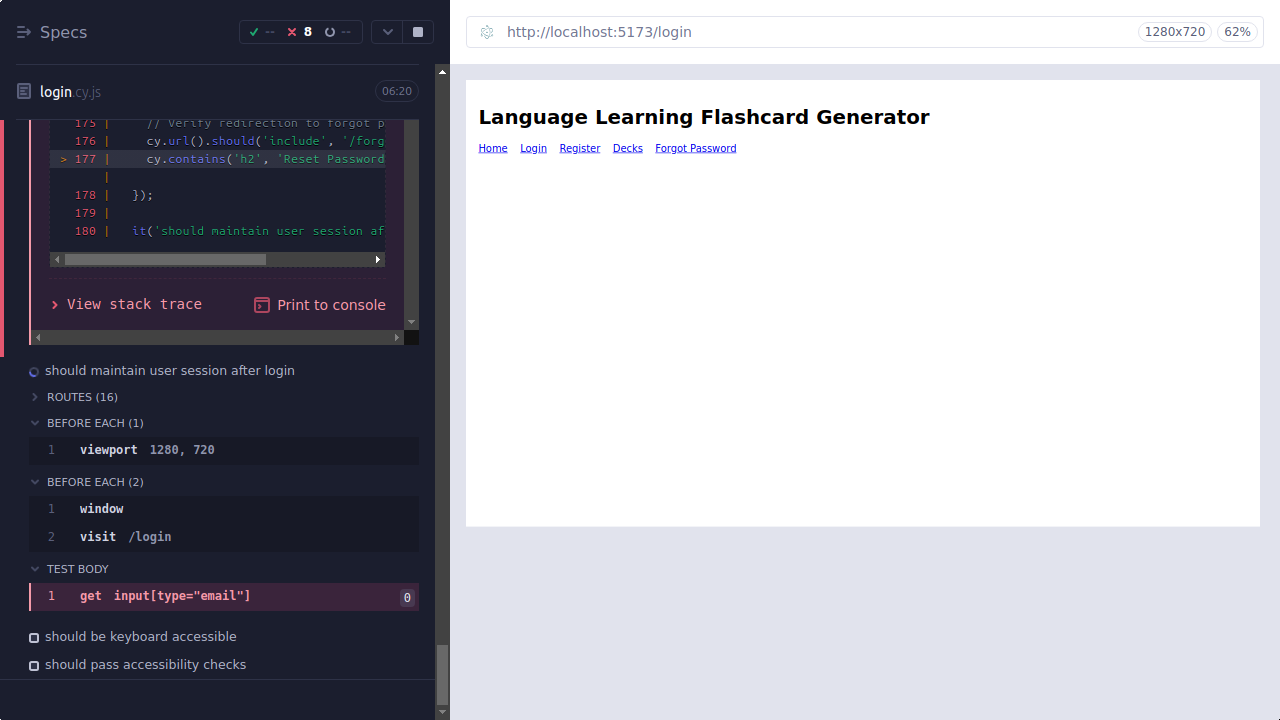 Specs
-- 8 --
login.cy.js
06:20
175 | // Verify redirection to forgot p
176 | cy.url().should('include', '/forg
> 177 | cy.contains('h2', 'Reset Password
|
178 | });
179 |
180 | it('should maintain user session af
View stack trace
Print to console
should maintain user session after login
ROUTES (16)
BEFORE EACH (1)
1 viewport 1280, 720
BEFORE EACH (2)
1 window
2 visit /login
TEST BODY
1 get input[type="email"] 0
should be keyboard accessible
should pass accessibility checks
http://localhost:5173/login
1280x720
62%
Language Learning Flashcard Generator
Home Login Register Decks Forgot Password